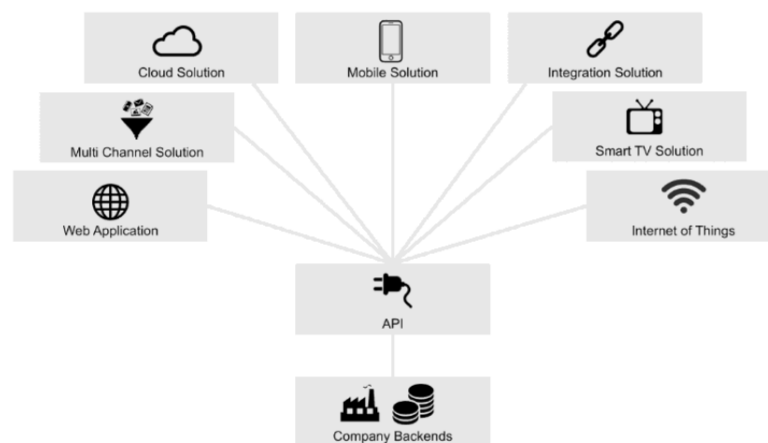 Cloud Solution
Mobile Solution
Integration Solution
Multi Channel Solution
Smart TV Solution
Web Application
Internet of Things
API
Company Backends